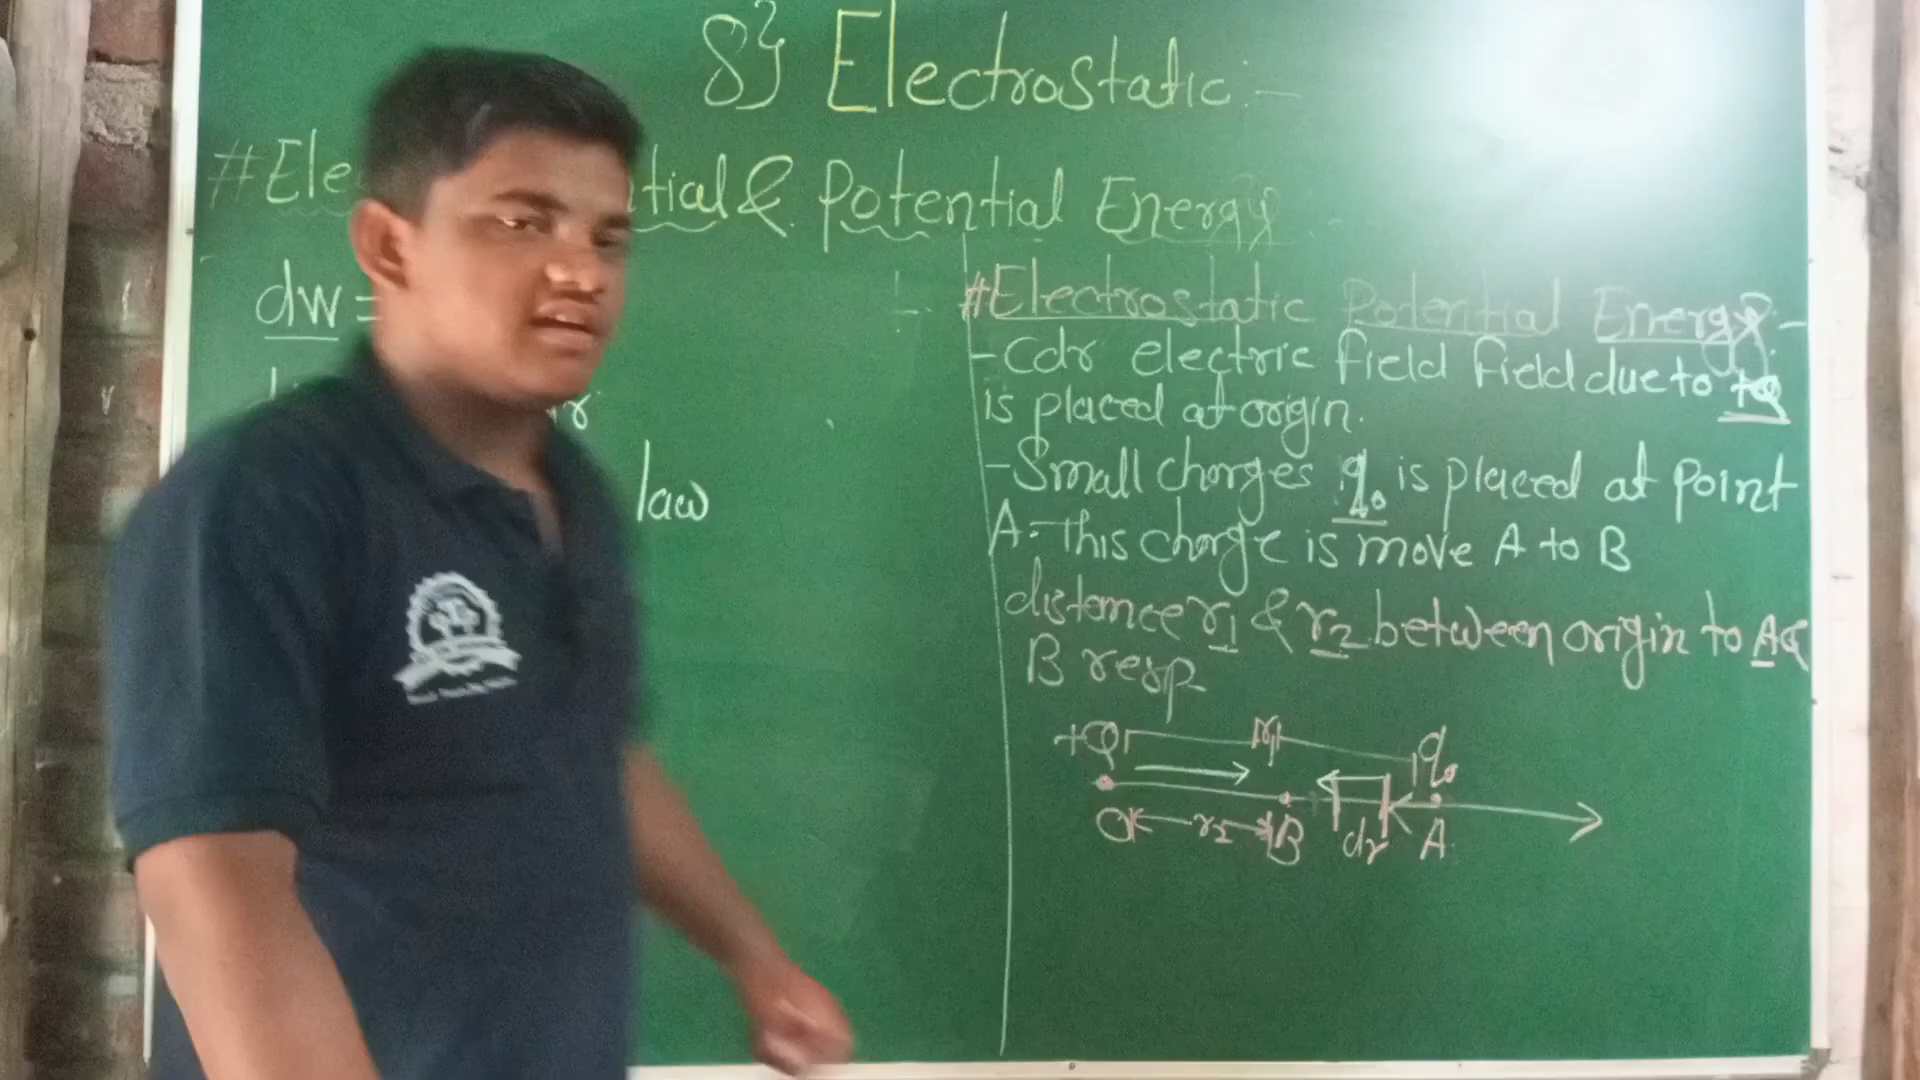 8} Electrostatic:-
#Ele tial & Potential Energy
dw =
r
law
#Electrostatic Potential Energy:-
-Cdr electric field field due to +Q
is placed at origin.
-Small charges q₀ is placed at point
A.-This charge is move A to B
distance r1 & r2 between origin to A &
B resp
+Q r1 q₀
O r2 B dr A